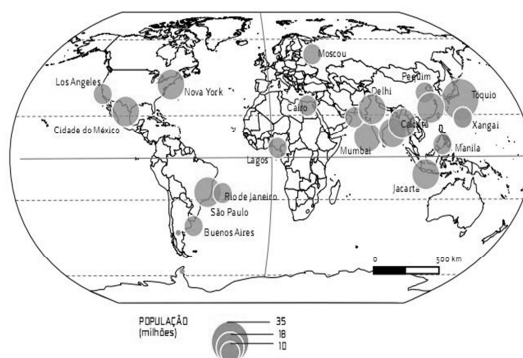 Moscou
Los Angeles
Nova York
Pequim
Tóquio
Cairo
Delhi
Cidade do México
Calcutá
Xangai
Lagos
Mumbai
Manila
Jacarta
Rio de Janeiro
São Paulo
Buenos Aires
0
500 km
POPULAÇÃO
(milhões)
35
18
10